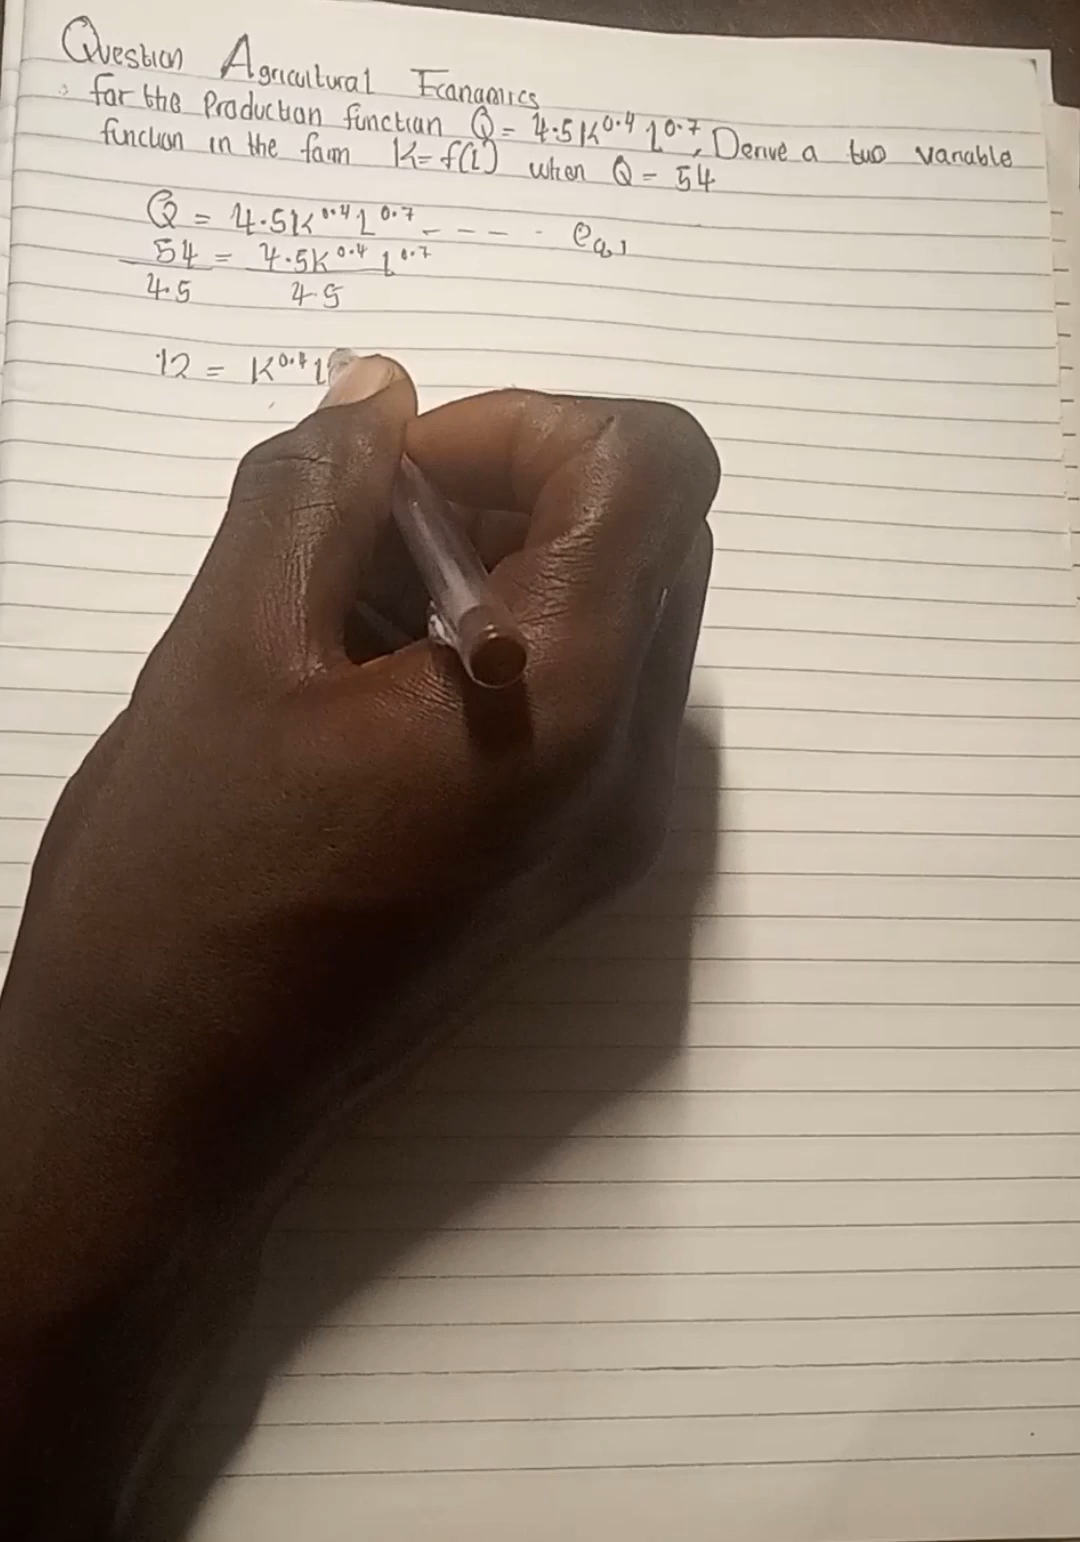 Question Agricultural Economics
for the Production function Q = 4.5K^0.4 L^0.7, Derive a two variable
function in the form K = f(L) when Q = 54
Q = 4.5K^0.4 L^0.7 - - - - · eq 1
54 = 4.5K^0.4 L^0.7
4.5 4.5
12 = K^0.4 L